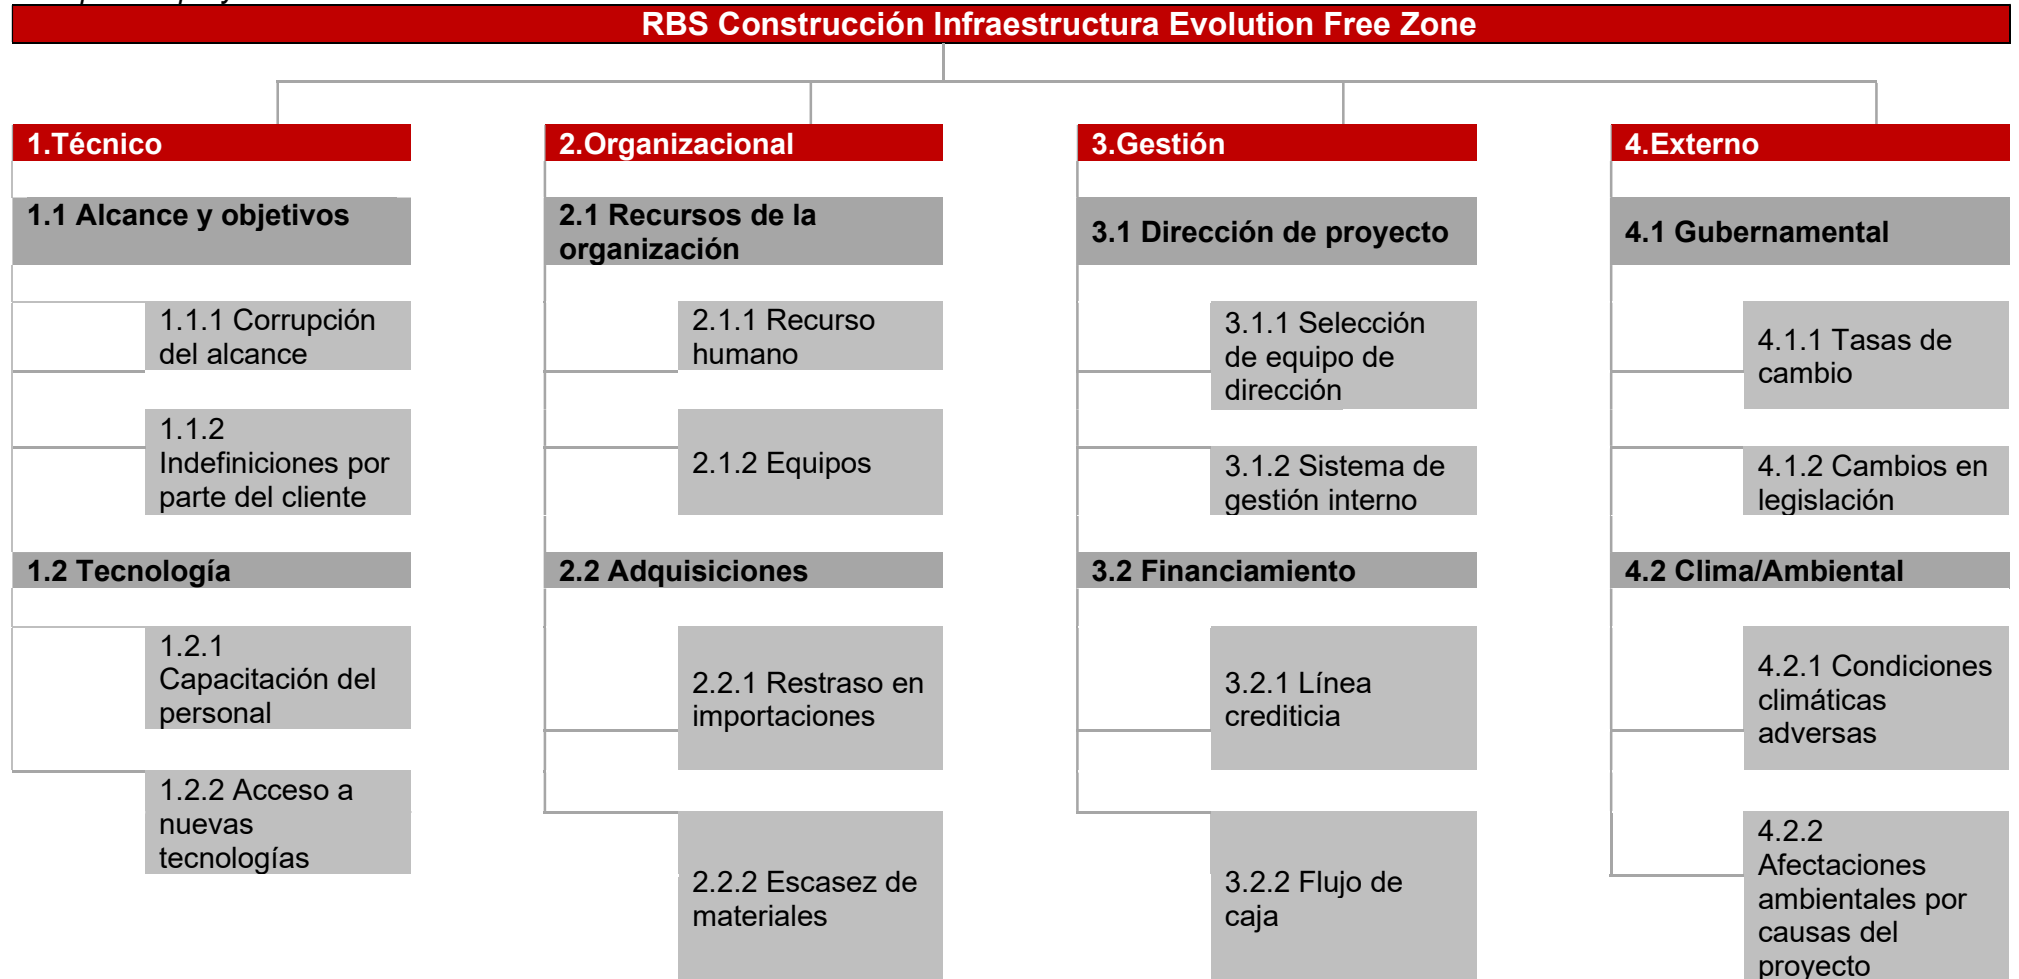 RBS Construcción Infraestructura Evolution Free Zone
1.Técnico
1.1 Alcance y objetivos
1.1.1 Corrupción
del alcance
1.1.2
Indefiniciones por
parte del cliente
1.2 Tecnología
1.2.1
Capacitación del
personal
1.2.2 Acceso a
nuevas
tecnologías
2.Organizacional
2.1 Recursos de la
organización
2.1.1 Recurso
humano
2.1.2 Equipos
2.2 Adquisiciones
2.2.1 Restraso en
importaciones
2.2.2 Escasez de
materiales
3.Gestión
3.1 Dirección de proyecto
3.1.1 Selección
de equipo de
dirección
3.1.2 Sistema de
gestión interno
3.2 Financiamiento
3.2.1 Línea
crediticia
3.2.2 Flujo de
caja
4.Externo
4.1 Gubernamental
4.1.1 Tasas de
cambio
4.1.2 Cambios en
legislación
4.2 Clima/Ambiental
4.2.1 Condiciones
climáticas
adversas
4.2.2
Afectaciones
ambientales por
causas del
proyecto